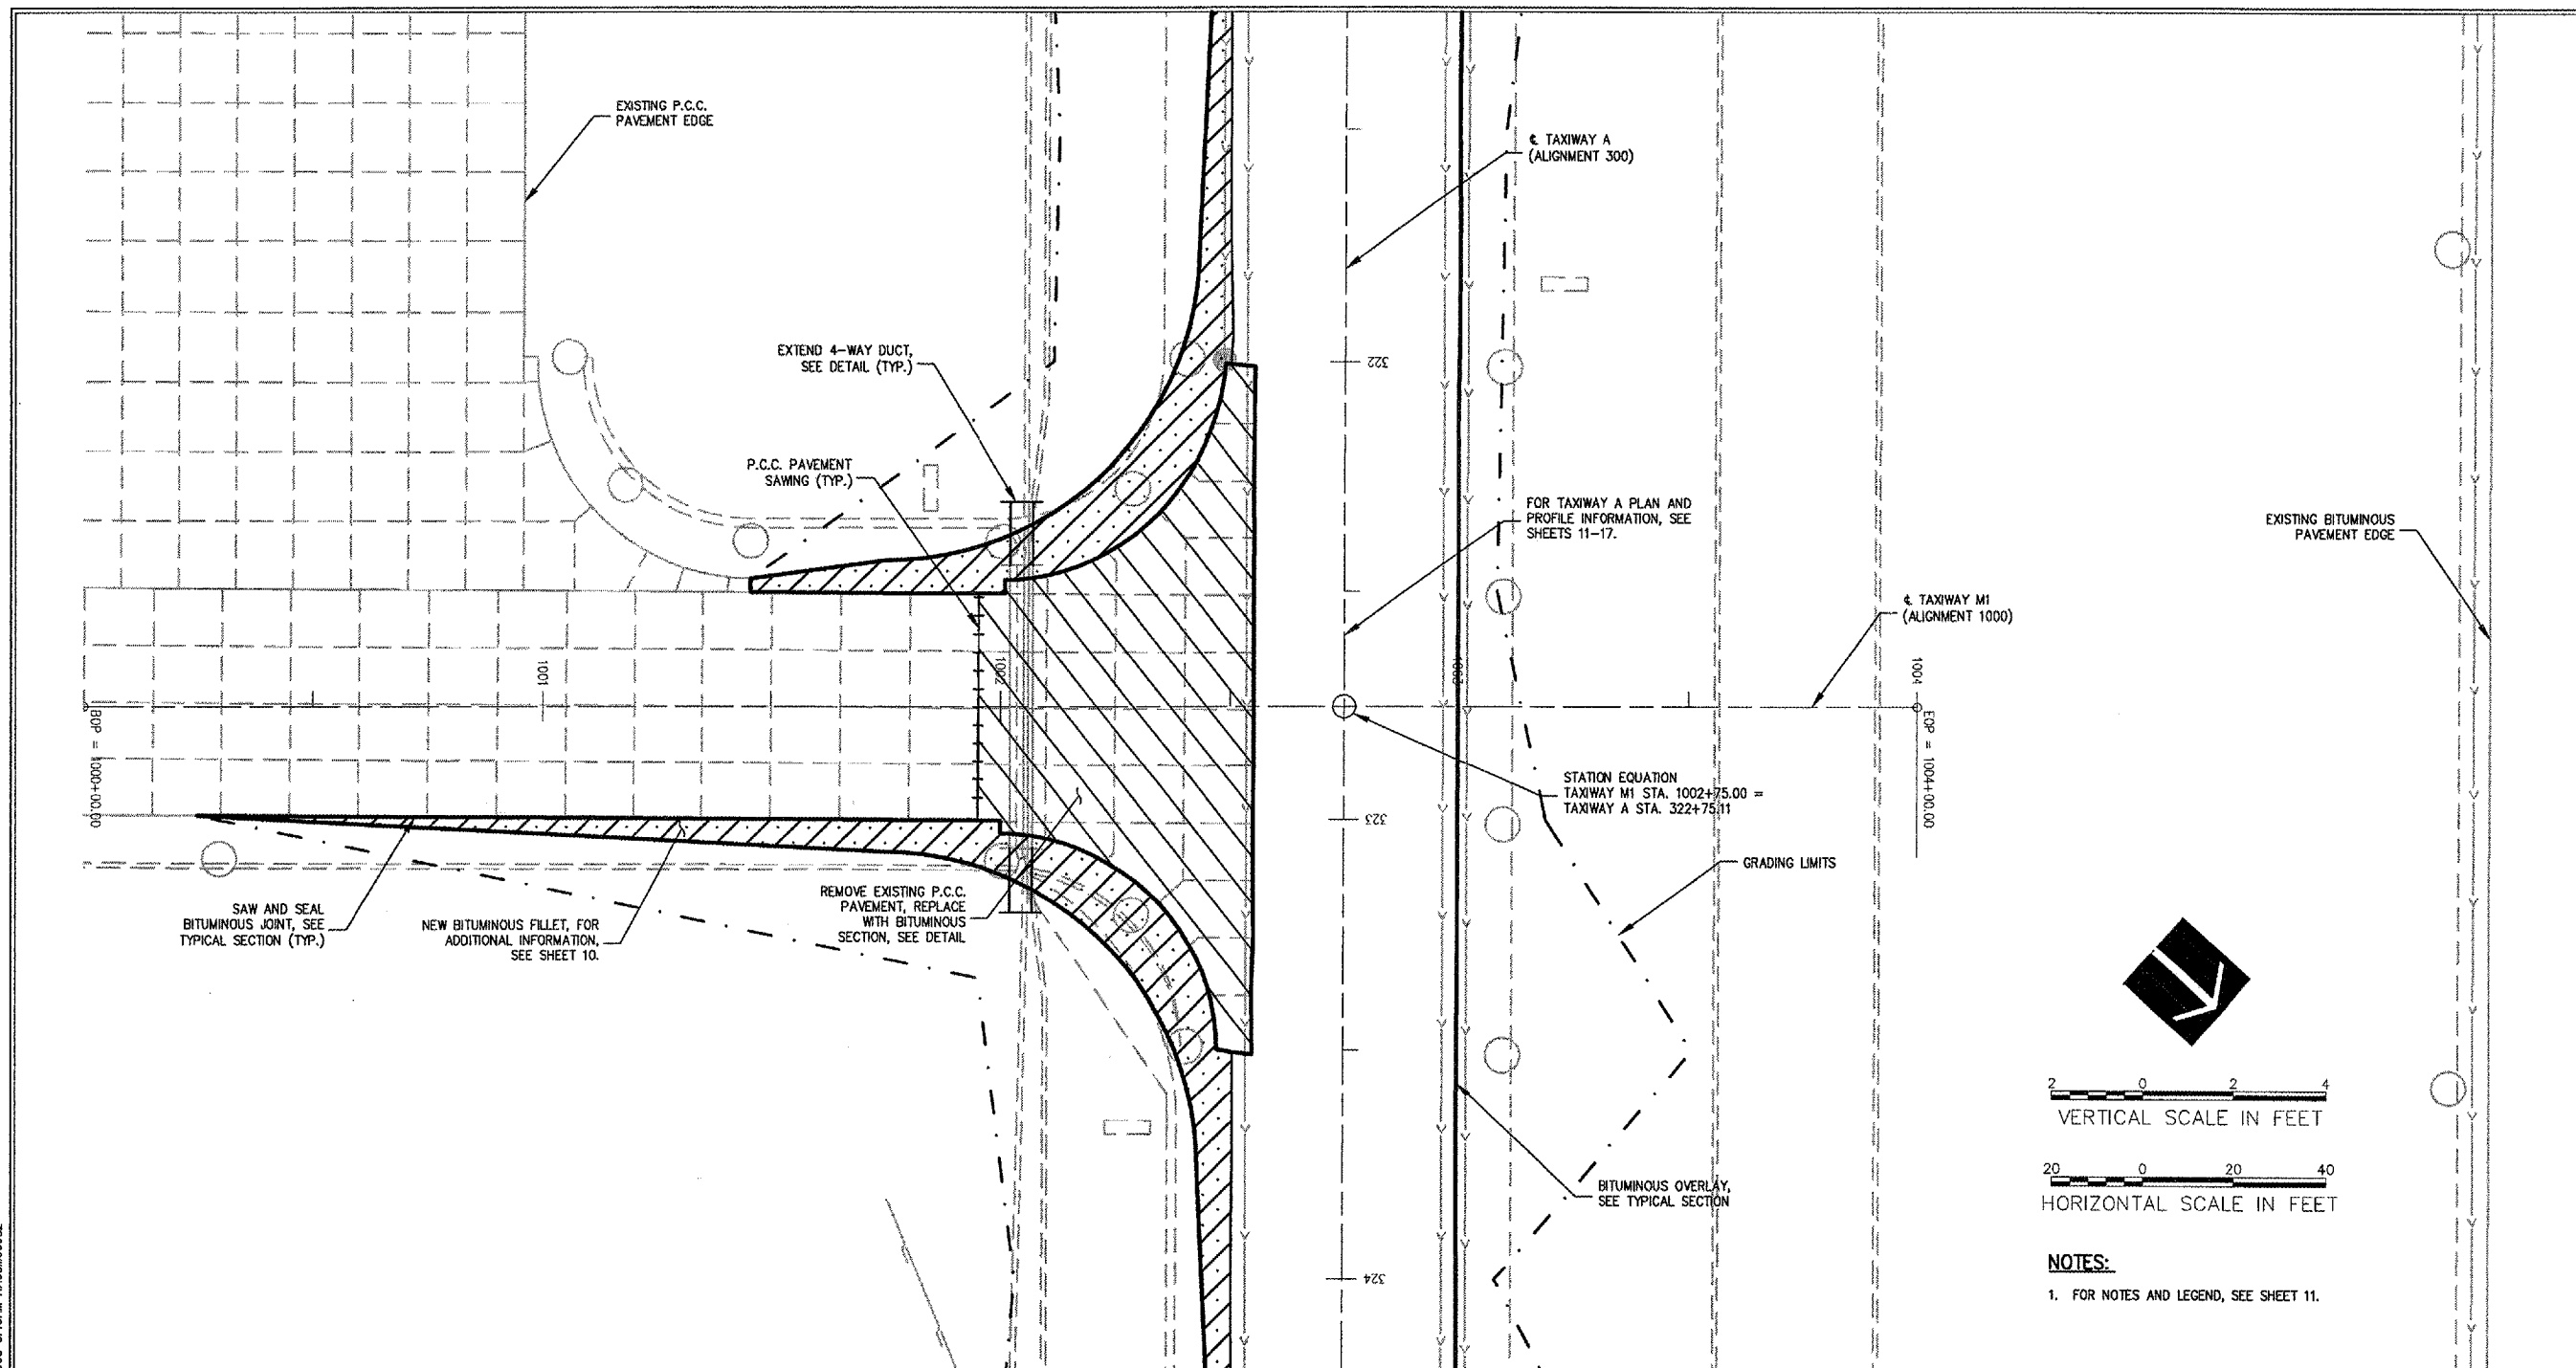 EXISTING P.C.C.
PAVEMENT EDGE
℄ TAXIWAY A
(ALIGNMENT 300)
EXTEND 4-WAY DUCT,
SEE DETAIL (TYP.)
322
P.C.C. PAVEMENT
SAWING (TYP.)
FOR TAXIWAY A PLAN AND
PROFILE INFORMATION, SEE
SHEETS 11-17.
EXISTING BITUMINOUS
PAVEMENT EDGE
℄ TAXIWAY M1
(ALIGNMENT 1000)
1001
1002
1003
1004
BOP = 1000+00.00
EOP = 1004+00.00
STATION EQUATION
TAXIWAY M1 STA. 1002+75.00 =
TAXIWAY A STA. 322+75.11
323
GRADING LIMITS
SAW AND SEAL
BITUMINOUS JOINT, SEE
TYPICAL SECTION (TYP.)
NEW BITUMINOUS FILLET, FOR
ADDITIONAL INFORMATION,
SEE SHEET 10.
REMOVE EXISTING P.C.C.
PAVEMENT, REPLACE
WITH BITUMINOUS
SECTION, SEE DETAIL
2 0 2 4
VERTICAL SCALE IN FEET
20 0 20 40
HORIZONTAL SCALE IN FEET
BITUMINOUS OVERLAY,
SEE TYPICAL SECTION
324
NOTES:
1. FOR NOTES AND LEGEND, SEE SHEET 11.